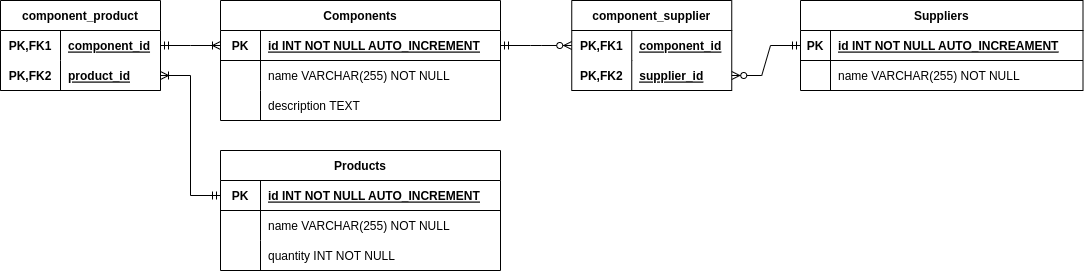 component_product
PK,FK1 component_id
PK,FK2 product_id
Components
PK id INT NOT NULL AUTO_INCREMENT
name VARCHAR(255) NOT NULL
description TEXT
component_supplier
PK,FK1 component_id
PK,FK2 supplier_id
Suppliers
PK id INT NOT NULL AUTO_INCREAMENT
name VARCHAR(255) NOT NULL
Products
PK id INT NOT NULL AUTO_INCREMENT
name VARCHAR(255) NOT NULL
quantity INT NOT NULL